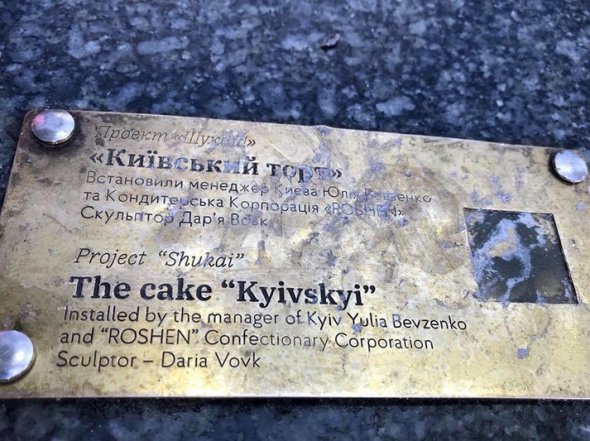 Проект «Шукай»
«Київський торт»
Встановили менеджер Києва Юлія Бевзенко
та Кондитерська Корпорація «ROSHEN»
Скульптор Дар'я Вовк
Project "Shukai"
The cake "Kyivskyi"
Installed by the manager of Kyiv Yulia Bevzenko
and "ROSHEN" Confectionary Corporation
Sculptor – Daria Vovk